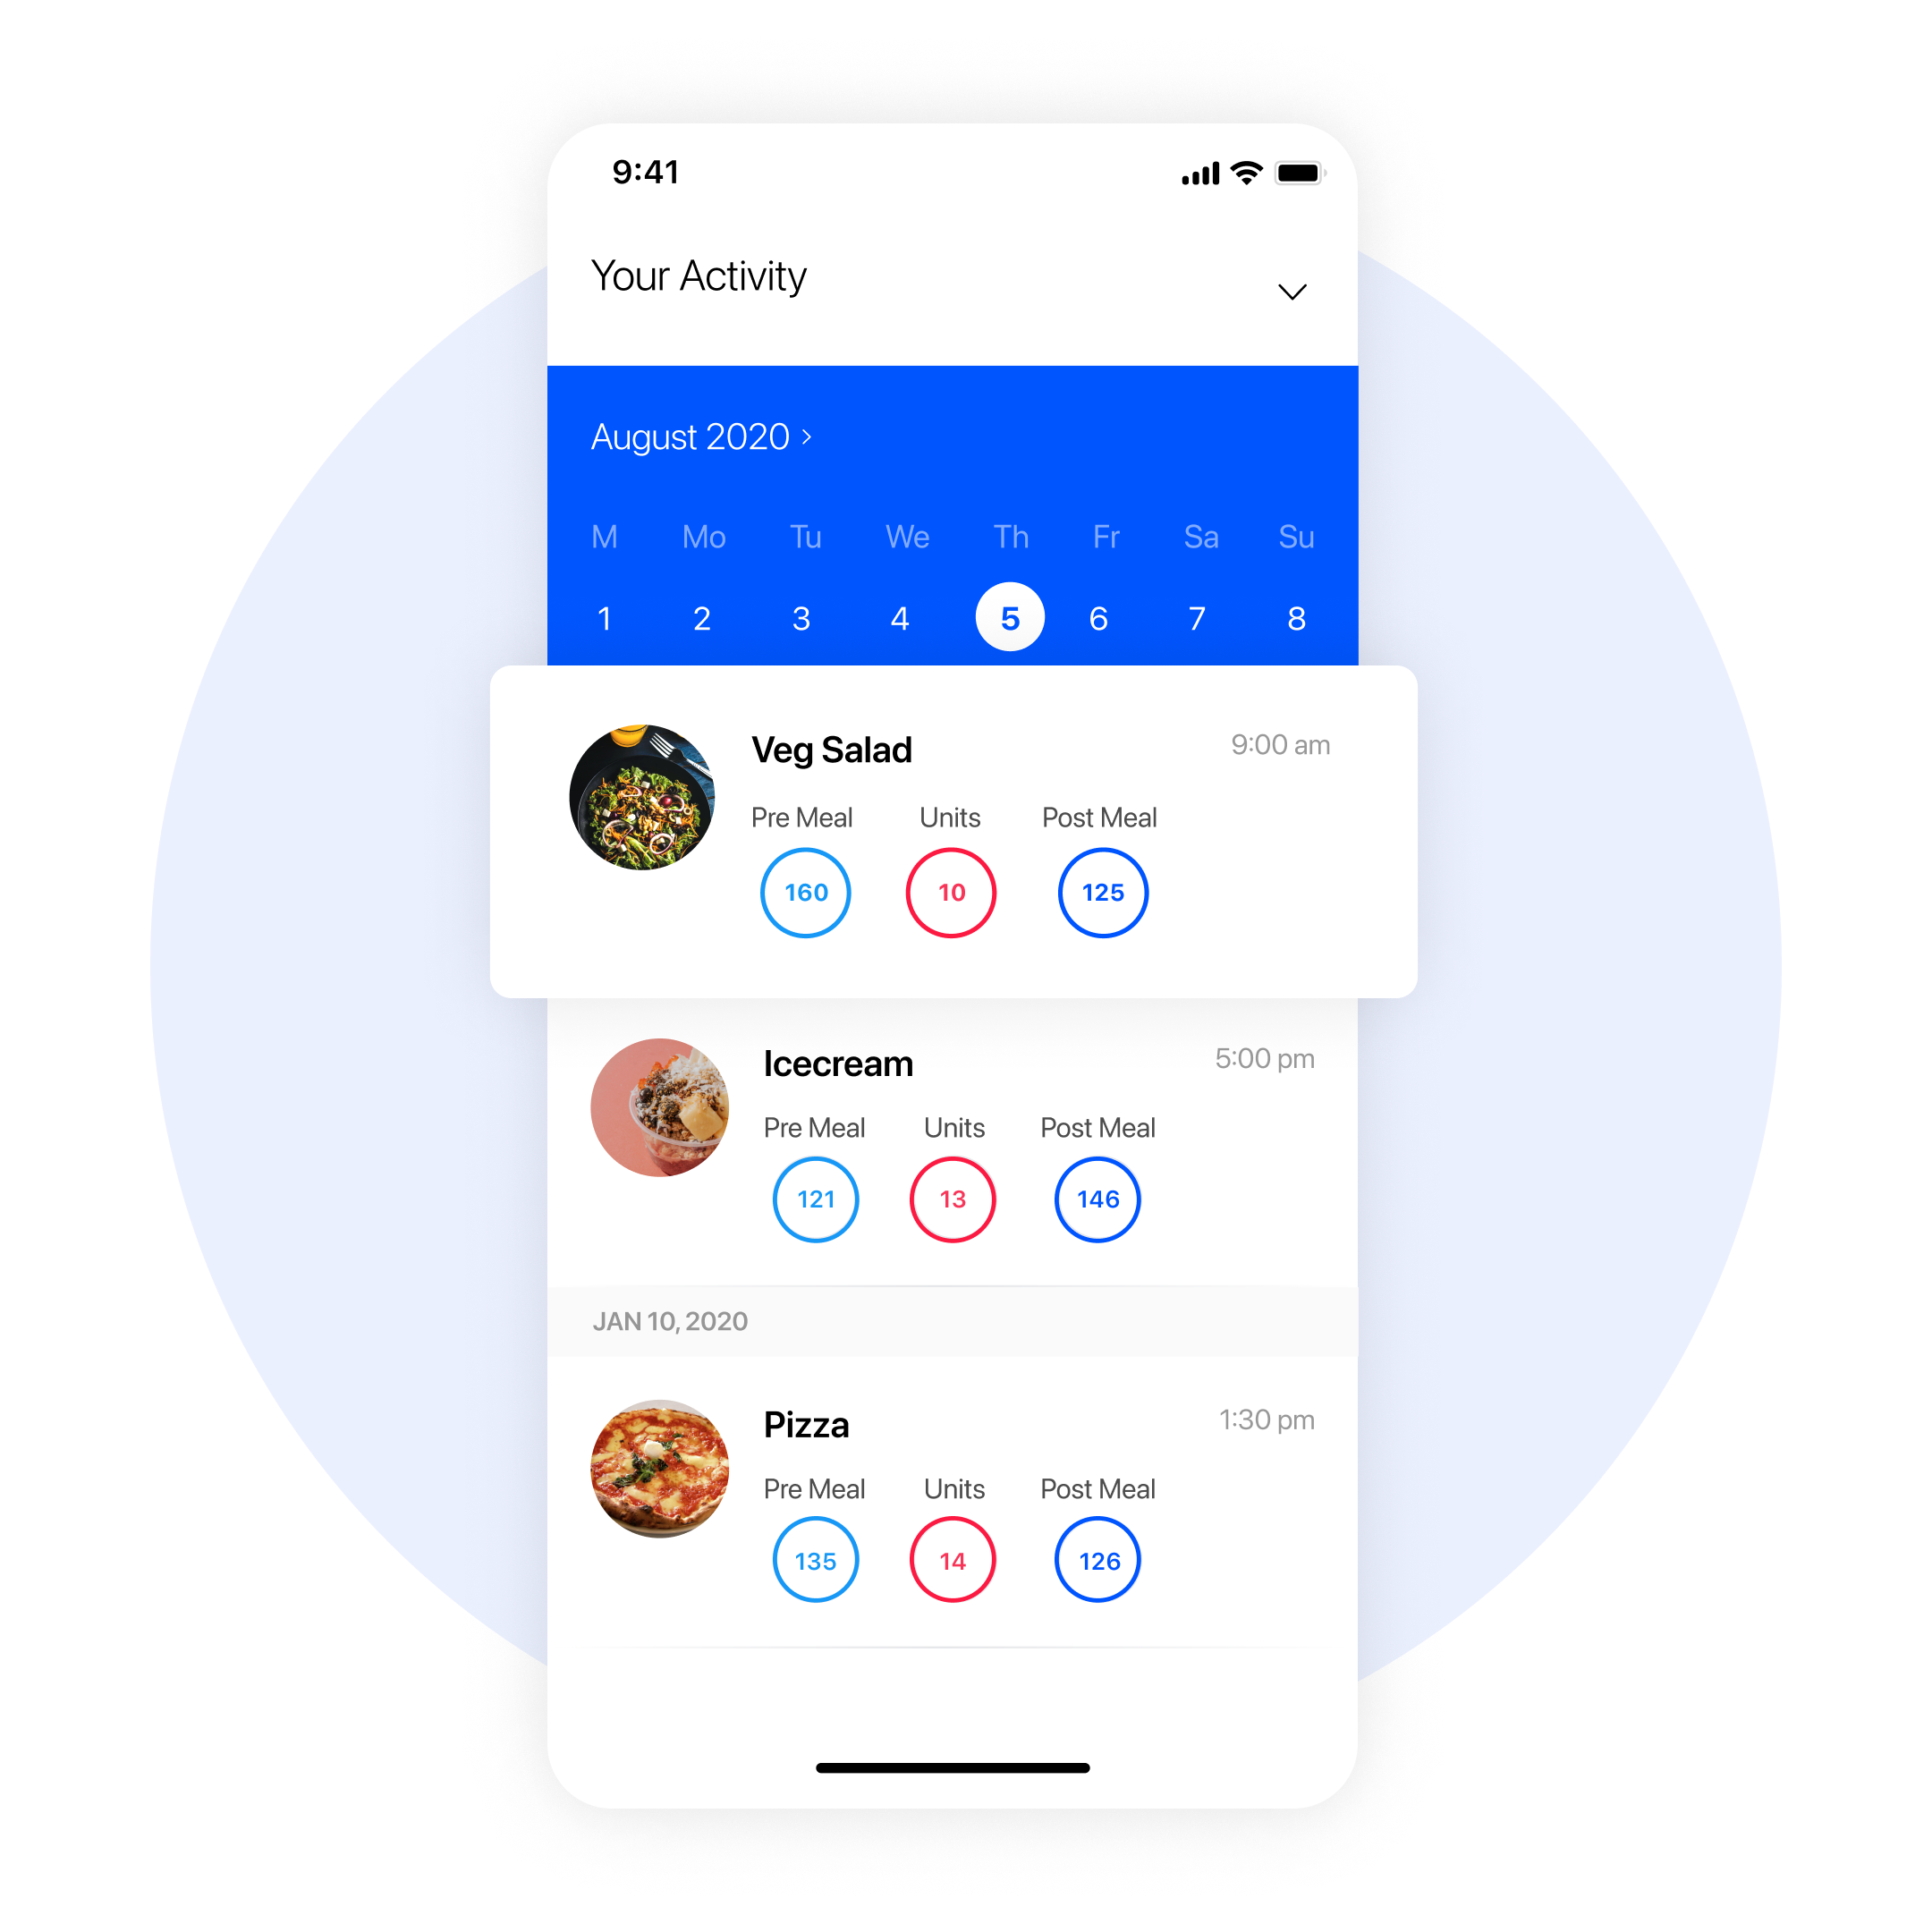 9:41
Your Activity
August 2020 >
M Mo Tu We Th Fr Sa Su
1 2 3 4 5 6 7 8
Veg Salad 9:00 am
Pre Meal Units Post Meal
160 10 125
Icecream 5:00 pm
Pre Meal Units Post Meal
121 13 146
JAN 10, 2020
Pizza 1:30 pm
Pre Meal Units Post Meal
135 14 126